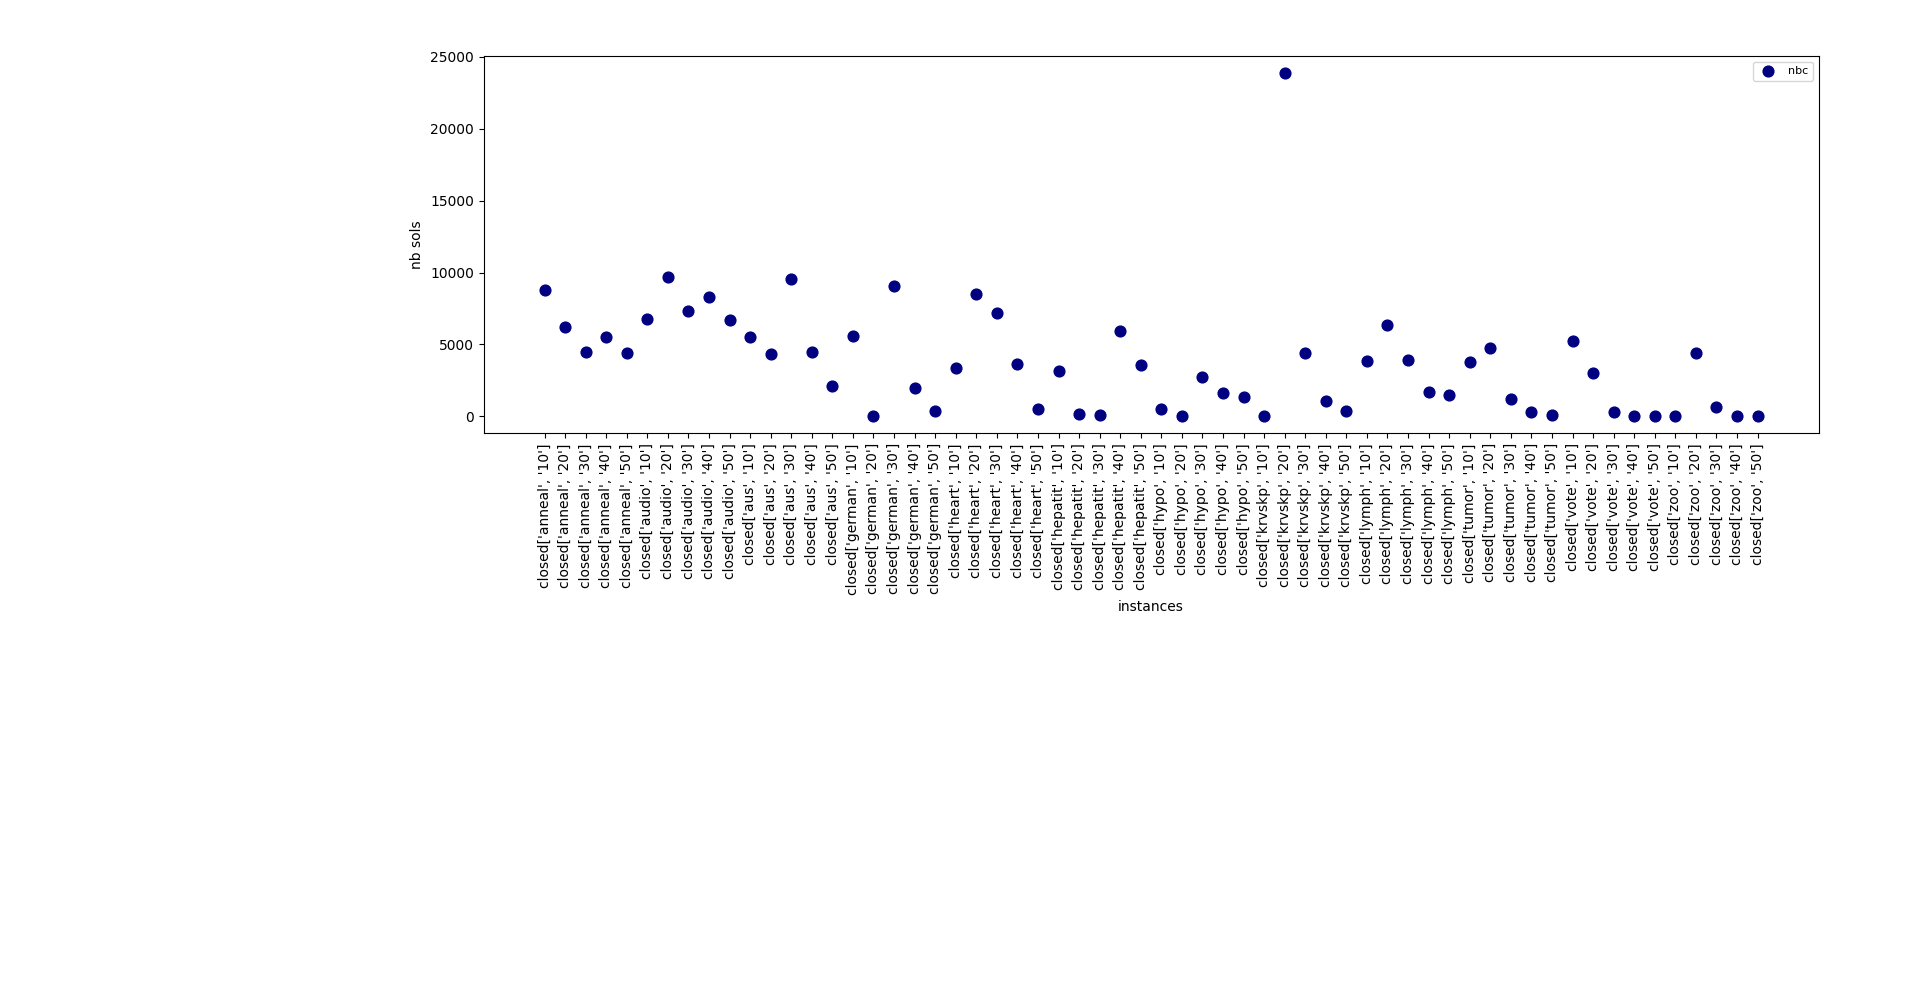 25000
20000
15000
10000
5000
0
nb sols
nbc
closed['anneal', '10']
closed['anneal', '20']
closed['anneal', '30']
closed['anneal', '40']
closed['anneal', '50']
closed['audio', '10']
closed['audio', '20']
closed['audio', '30']
closed['audio', '40']
closed['audio', '50']
closed['aus', '10']
closed['aus', '20']
closed['aus', '30']
closed['aus', '40']
closed['aus', '50']
closed['german', '10']
closed['german', '20']
closed['german', '30']
closed['german', '40']
closed['german', '50']
closed['heart', '10']
closed['heart', '20']
closed['heart', '30']
closed['heart', '40']
closed['heart', '50']
closed['hepatit', '10']
closed['hepatit', '20']
closed['hepatit', '30']
closed['hepatit', '40']
closed['hepatit', '50']
closed['hypo', '10']
closed['hypo', '20']
closed['hypo', '30']
closed['hypo', '40']
closed['hypo', '50']
closed['krvskp', '10']
closed['krvskp', '20']
closed['krvskp', '30']
closed['krvskp', '40']
closed['krvskp', '50']
closed['lymph', '10']
closed['lymph', '20']
closed['lymph', '30']
closed['lymph', '40']
closed['lymph', '50']
closed['tumor', '10']
closed['tumor', '20']
closed['tumor', '30']
closed['tumor', '40']
closed['tumor', '50']
closed['vote', '10']
closed['vote', '20']
closed['vote', '30']
closed['vote', '40']
closed['vote', '50']
closed['zoo', '10']
closed['zoo', '20']
closed['zoo', '30']
closed['zoo', '40']
closed['zoo', '50']
instances